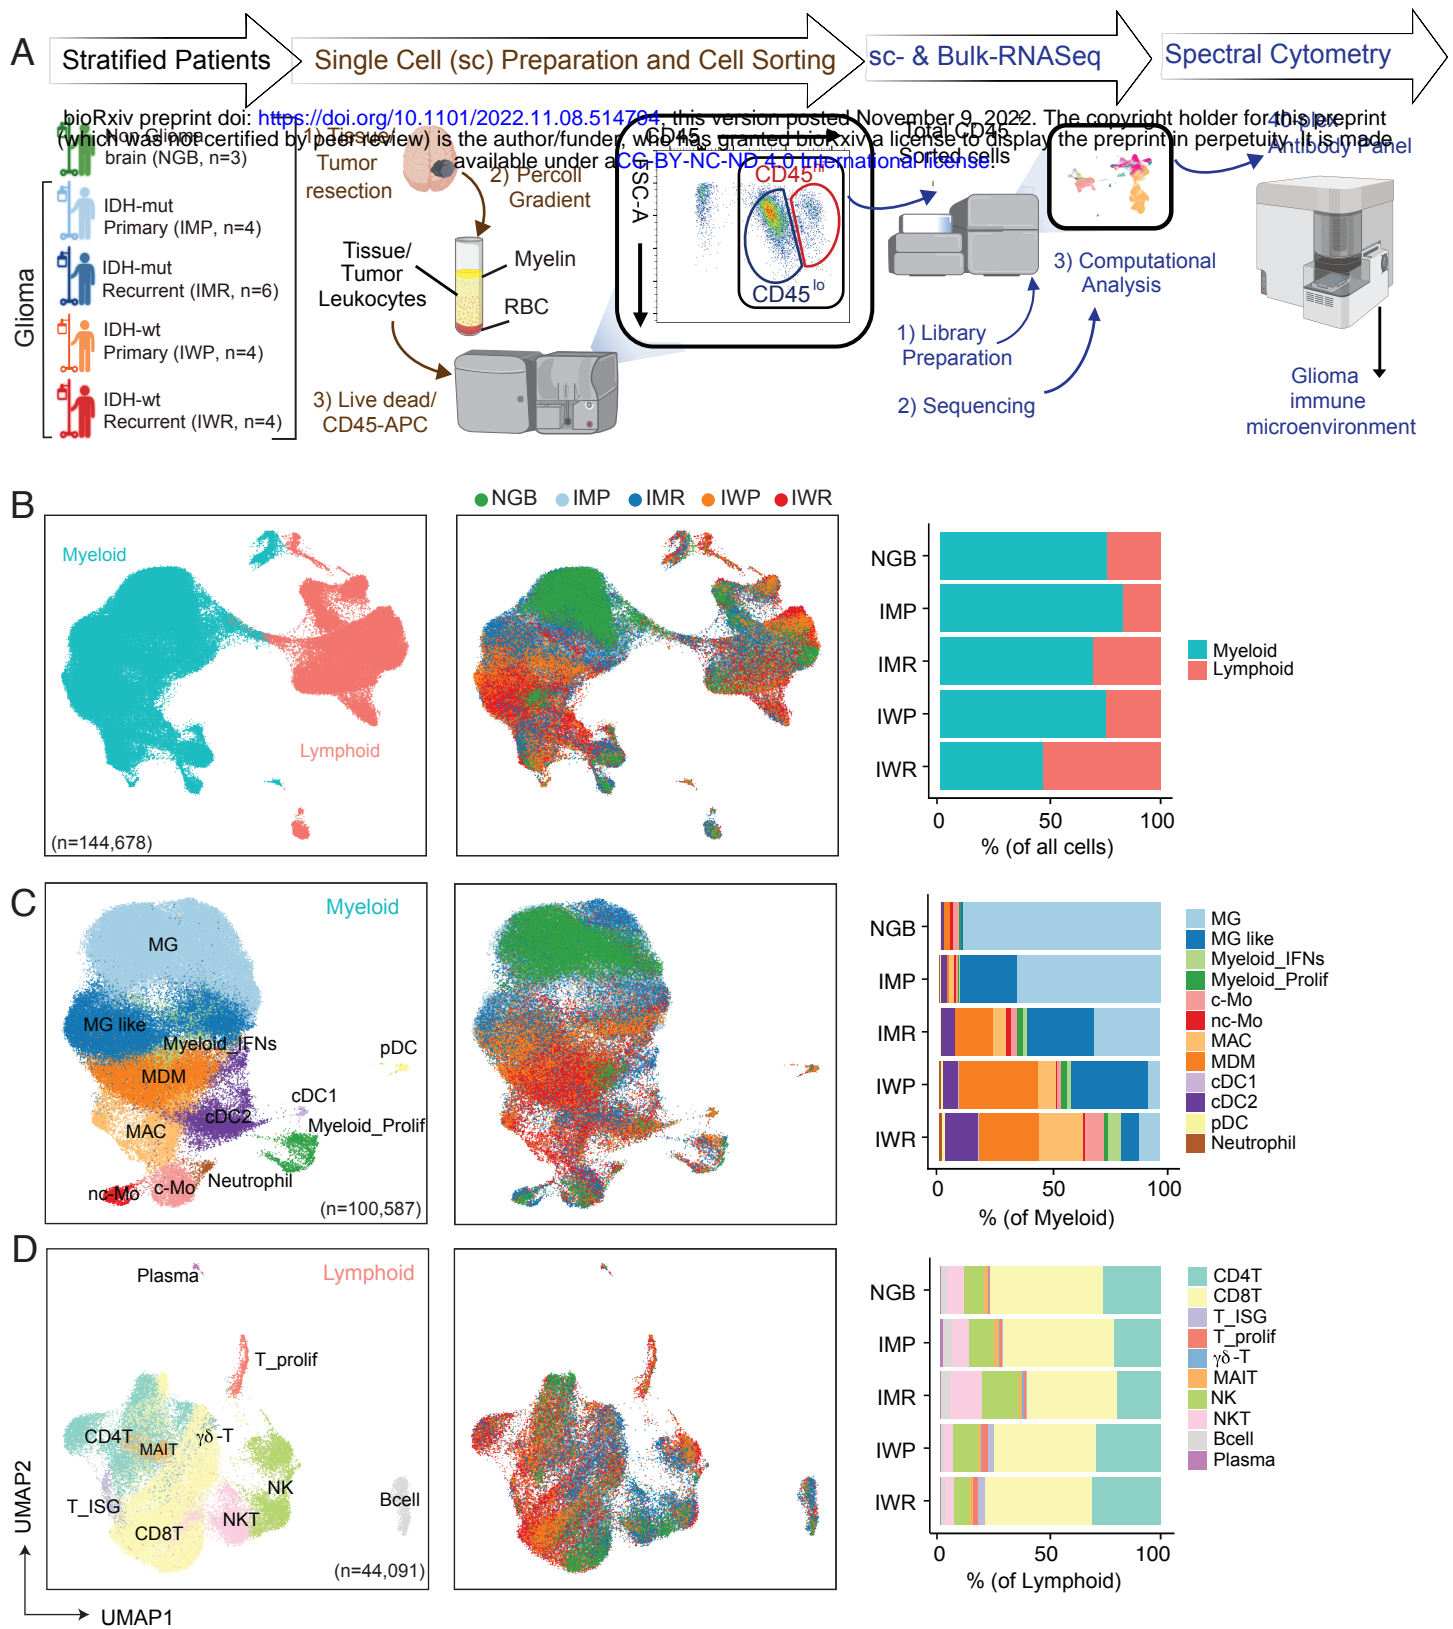 A
Stratified Patients
Single Cell (sc) Preparation and Cell Sorting
sc- & Bulk-RNASeq
Spectral Cytometry
bioRxiv preprint doi: https://doi.org/10.1101/2022.11.08.514794; this version posted November 9, 2022. The copyright holder for this preprint
(which was not certified by peer review) is the author/funder, who has granted bioRxiv a license to display the preprint in perpetuity. It is made
available under aCC-BY-NC-ND 4.0 International license.
Non Glioma
brain (NGB, n=3)
Glioma
IDH-mut
Primary (IMP, n=4)
IDH-mut
Recurrent (IMR, n=6)
IDH-wt
Primary (IWP, n=4)
IDH-wt
Recurrent (IWR, n=4)
1) Tissue/
Tumor
resection
2) Percoll
Gradient
Tissue/
Tumor
Leukocytes
Myelin
RBC
3) Live dead/
CD45-APC
CD45
SSC-A
CD45hi
CD45lo
Total CD45+
Sorted cells
1) Library
Preparation
2) Sequencing
3) Computational
Analysis
40-plex
Antibody Panel
Glioma
immune
microenvironment
B
Myeloid
Lymphoid
(n=144,678)
NGB IMP IMR IWP IWR
NGB
IMP
IMR
IWP
IWR
0 50 100
% (of all cells)
Myeloid
Lymphoid
C
Myeloid
MG
MG like
Myeloid_IFNs
MDM
pDC
cDC1
cDC2
MAC
Myeloid_Prolif
Neutrophil
nc-Mo
c-Mo
(n=100,587)
NGB
IMP
IMR
IWP
IWR
0 50 100
% (of Myeloid)
MG
MG like
Myeloid_IFNs
Myeloid_Prolif
c-Mo
nc-Mo
MAC
MDM
cDC1
cDC2
pDC
Neutrophil
D
Plasma
Lymphoid
T_prolif
CD4T
MAIT
γδ-T
NK
T_ISG
CD8T
NKT
Bcell
(n=44,091)
UMAP2
UMAP1
NGB
IMP
IMR
IWP
IWR
0 50 100
% (of Lymphoid)
CD4T
CD8T
T_ISG
T_prolif
γδ-T
MAIT
NK
NKT
Bcell
Plasma